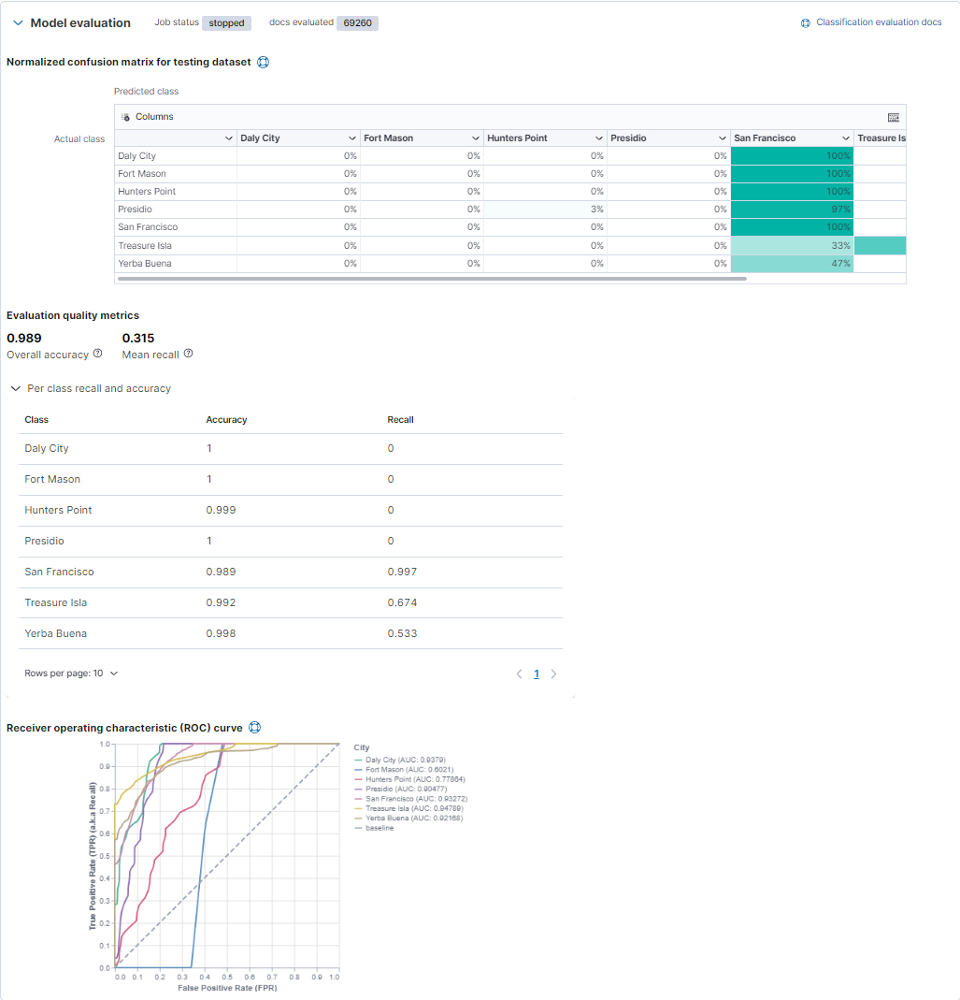 Model evaluation Job status stopped docs evaluated 69260 Classification evaluation docs
Normalized confusion matrix for testing dataset
Predicted class
Columns
Actual class Daly City Fort Mason Hunters Point Presidio San Francisco Treasure Is
Daly City 0% 0% 0% 0% 100%
Fort Mason 0% 0% 0% 0% 100%
Hunters Point 0% 0% 0% 0% 100%
Presidio 0% 0% 3% 0% 97%
San Francisco 0% 0% 0% 0% 100%
Treasure Isla 0% 0% 0% 0% 33%
Yerba Buena 0% 0% 0% 0% 47%
Evaluation quality metrics
0.989 0.315
Overall accuracy Mean recall
Per class recall and accuracy
Class Accuracy Recall
Daly City 1 0
Fort Mason 1 0
Hunters Point 0.999 0
Presidio 1 0
San Francisco 0.989 0.997
Treasure Isla 0.992 0.674
Yerba Buena 0.998 0.533
Rows per page: 10 1
Receiver operating characteristic (ROC) curve
City
Daly City (AUC: 0.9379)
Fort Mason (AUC: 0.6021)
Hunters Point (AUC: 0.77864)
Presidio (AUC: 0.90477)
San Francisco (AUC: 0.93272)
Treasure Isla (AUC: 0.94789)
Yerba Buena (AUC: 0.92168)
baseline
True Positive Rate (TPR) (a.k.a Recall)
1.0
0.9
0.8
0.7
0.6
0.5
0.4
0.3
0.2
0.1
0.0
0.0 0.1 0.2 0.3 0.4 0.5 0.6 0.7 0.8 0.9 1.0
False Positive Rate (FPR)